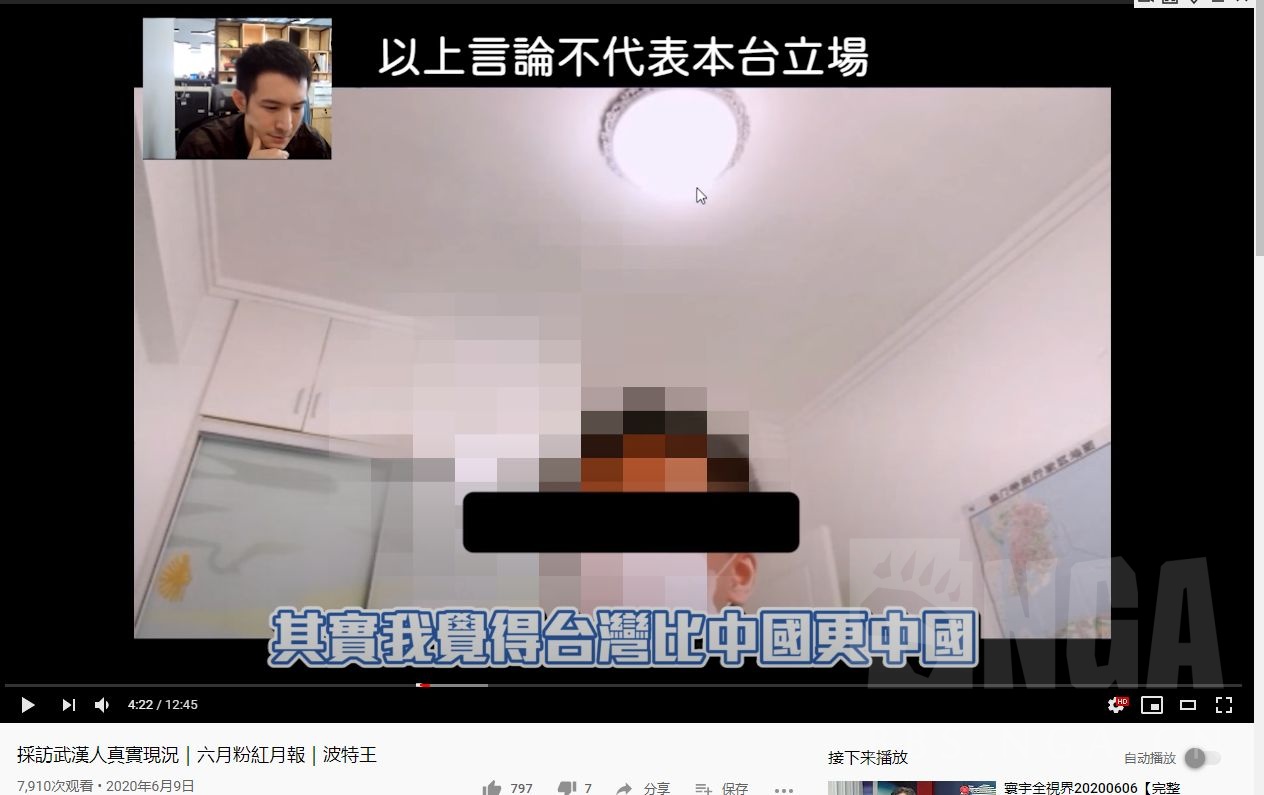 以上言論不代表本台立場
其實我覺得台灣比中國更中國
NGA
4:22 / 12:45
HD
採訪武漢人真實現況｜六月粉紅月報｜波特王
7,910次观看 • 2020年6月9日
797
7
分享
保存
接下来播放
自动播放
寰宇全視界20200606【完整